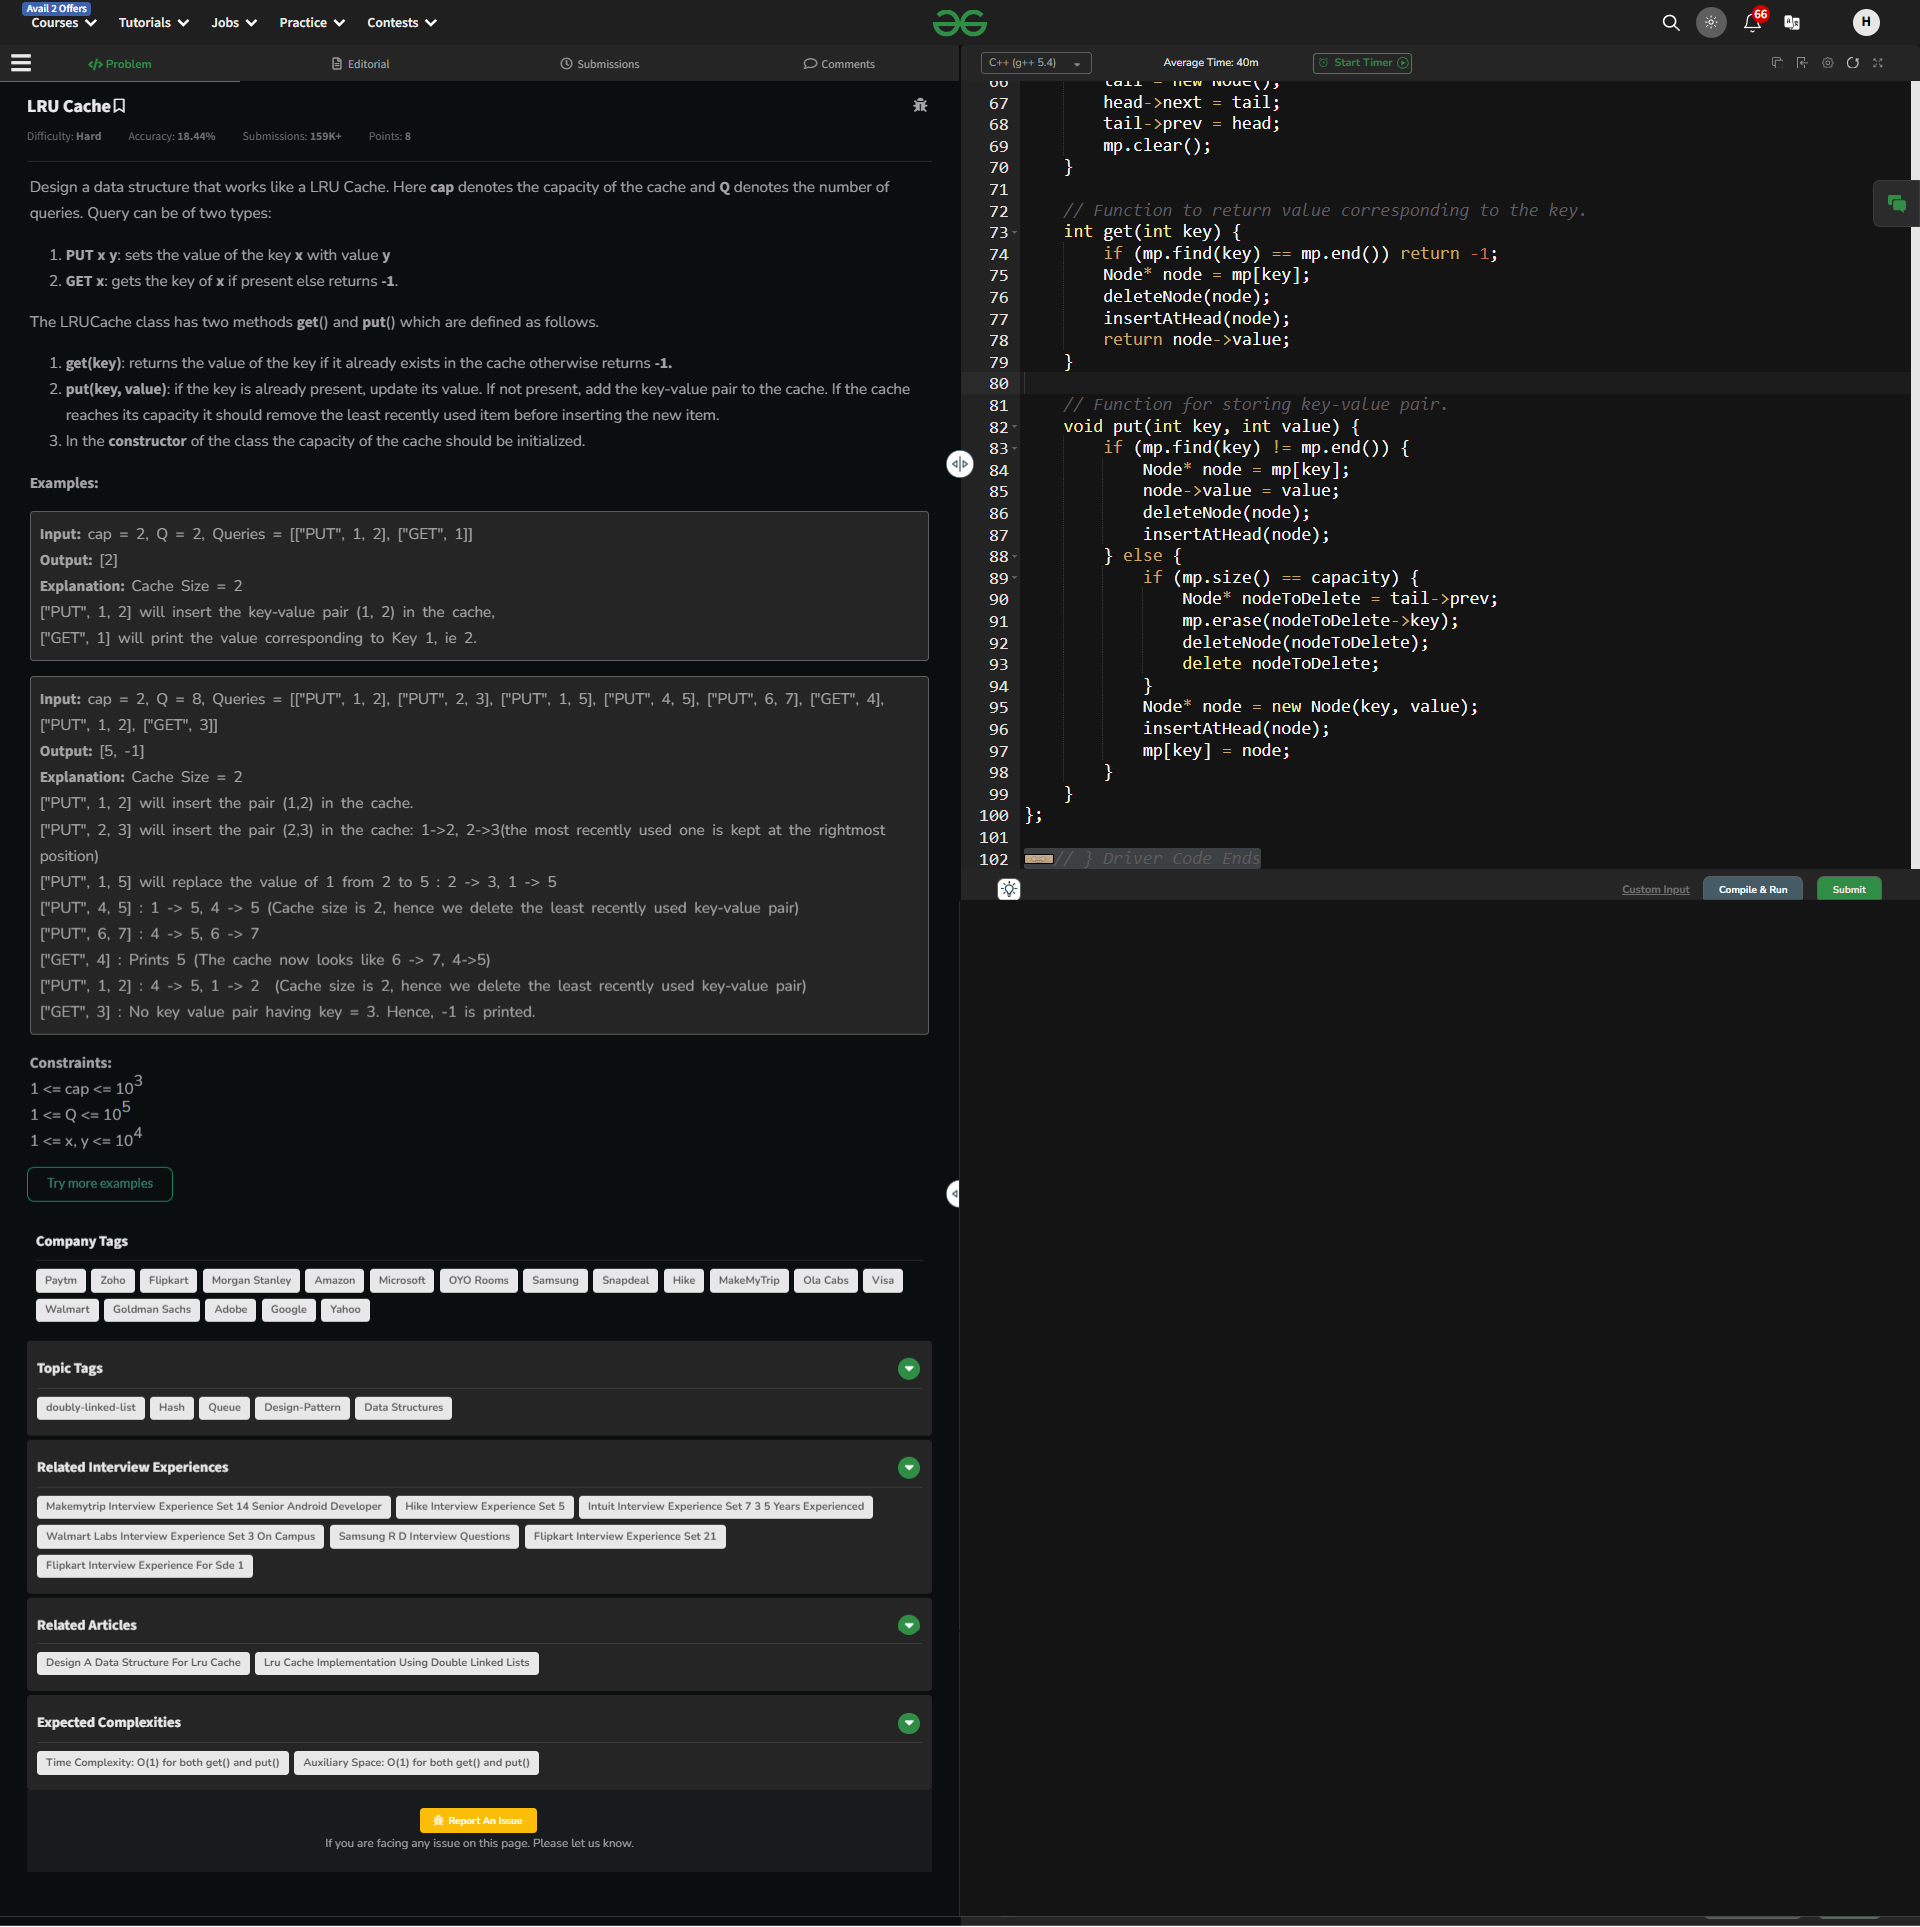 Avail 2 Offers
Courses Tutorials Jobs Practice Contests 66 H
Problem Editorial Submissions Comments
LRU Cache
Difficulty: Hard Accuracy: 18.44% Submissions: 159K+ Points: 8
Design a data structure that works like a LRU Cache. Here cap denotes the capacity of the cache and Q denotes the number of
queries. Query can be of two types:
1. PUT x y: sets the value of the key x with value y
2. GET x: gets the key of x if present else returns -1.
The LRUCache class has two methods get() and put() which are defined as follows.
1. get(key): returns the value of the key if it already exists in the cache otherwise returns -1.
2. put(key, value): if the key is already present, update its value. If not present, add the key-value pair to the cache. If the cache
reaches its capacity it should remove the least recently used item before inserting the new item.
3. In the constructor of the class the capacity of the cache should be initialized.
Examples:
Input: cap = 2, Q = 2, Queries = [["PUT", 1, 2], ["GET", 1]]
Output: [2]
Explanation: Cache Size = 2
["PUT", 1, 2] will insert the key-value pair (1, 2) in the cache,
["GET", 1] will print the value corresponding to Key 1, ie 2.
Input: cap = 2, Q = 8, Queries = [["PUT", 1, 2], ["PUT", 2, 3], ["PUT", 1, 5], ["PUT", 4, 5], ["PUT", 6, 7], ["GET", 4],
["PUT", 1, 2], ["GET", 3]]
Output: [5, -1]
Explanation: Cache Size = 2
["PUT", 1, 2] will insert the pair (1,2) in the cache.
["PUT", 2, 3] will insert the pair (2,3) in the cache: 1->2, 2->3(the most recently used one is kept at the rightmost
position)
["PUT", 1, 5] will replace the value of 1 from 2 to 5 : 2 -> 3, 1 -> 5
["PUT", 4, 5] : 1 -> 5, 4 -> 5 (Cache size is 2, hence we delete the least recently used key-value pair)
["PUT", 6, 7] : 4 -> 5, 6 -> 7
["GET", 4] : Prints 5 (The cache now looks like 6 -> 7, 4->5)
["PUT", 1, 2] : 4 -> 5, 1 -> 2 (Cache size is 2, hence we delete the least recently used key-value pair)
["GET", 3] : No key value pair having key = 3. Hence, -1 is printed.
Constraints:
1 <= cap <= 10^3
1 <= Q <= 10^5
1 <= x, y <= 10^4
Try more examples
Company Tags
Paytm Zoho Flipkart Morgan Stanley Amazon Microsoft OYO Rooms Samsung Snapdeal Hike MakeMyTrip Ola Cabs Visa
Walmart Goldman Sachs Adobe Google Yahoo
Topic Tags
doubly-linked-list Hash Queue Design-Pattern Data Structures
Related Interview Experiences
Makemytrip Interview Experience Set 14 Senior Android Developer Hike Interview Experience Set 5 Intuit Interview Experience Set 7 3 5 Years Experienced
Walmart Labs Interview Experience Set 3 On Campus Samsung R D Interview Questions Flipkart Interview Experience Set 21
Flipkart Interview Experience For Sde 1
Related Articles
Design A Data Structure For Lru Cache Lru Cache Implementation Using Double Linked Lists
Expected Complexities
Time Complexity: O(1) for both get() and put() Auxiliary Space: O(1) for both get() and put()
Report An Issue
If you are facing any issue on this page. Please let us know.
C++ (g++ 5.4) Average Time: 40m Start Timer
66 tail = new Node();
67 head->next = tail;
68 tail->prev = head;
69 mp.clear();
70 }
71
72 // Function to return value corresponding to the key.
73 int get(int key) {
74 if (mp.find(key) == mp.end()) return -1;
75 Node* node = mp[key];
76 deleteNode(node);
77 insertAtHead(node);
78 return node->value;
79 }
80
81 // Function for storing key-value pair.
82 void put(int key, int value) {
83 if (mp.find(key) != mp.end()) {
84 Node* node = mp[key];
85 node->value = value;
86 deleteNode(node);
87 insertAtHead(node);
88 } else {
89 if (mp.size() == capacity) {
90 Node* nodeToDelete = tail->prev;
91 mp.erase(nodeToDelete->key);
92 deleteNode(nodeToDelete);
93 delete nodeToDelete;
94 }
95 Node* node = new Node(key, value);
96 insertAtHead(node);
97 mp[key] = node;
98 }
99 }
100 };
101
102 // } Driver Code Ends
Custom Input Compile & Run Submit